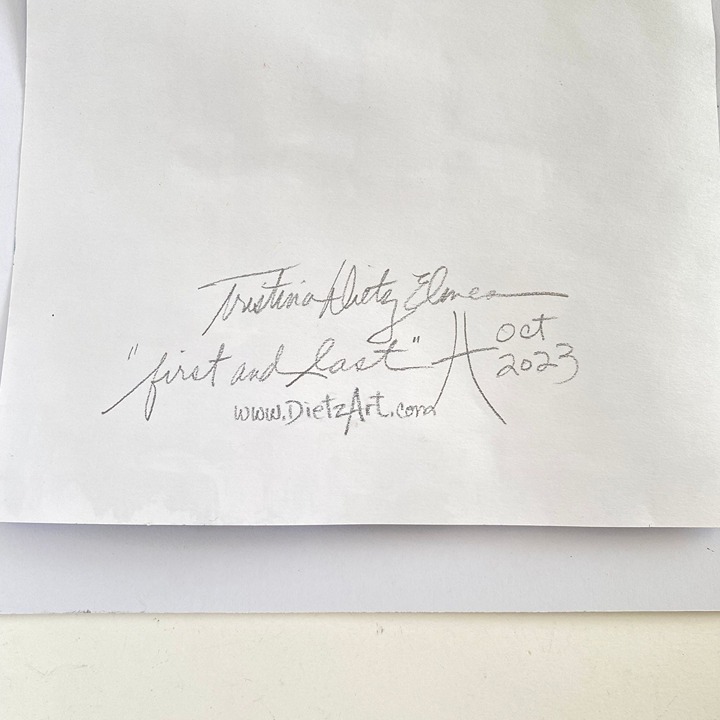 Tristina Dietz Elmes
"first and last"
Oct
2023
www.DietzArt.com